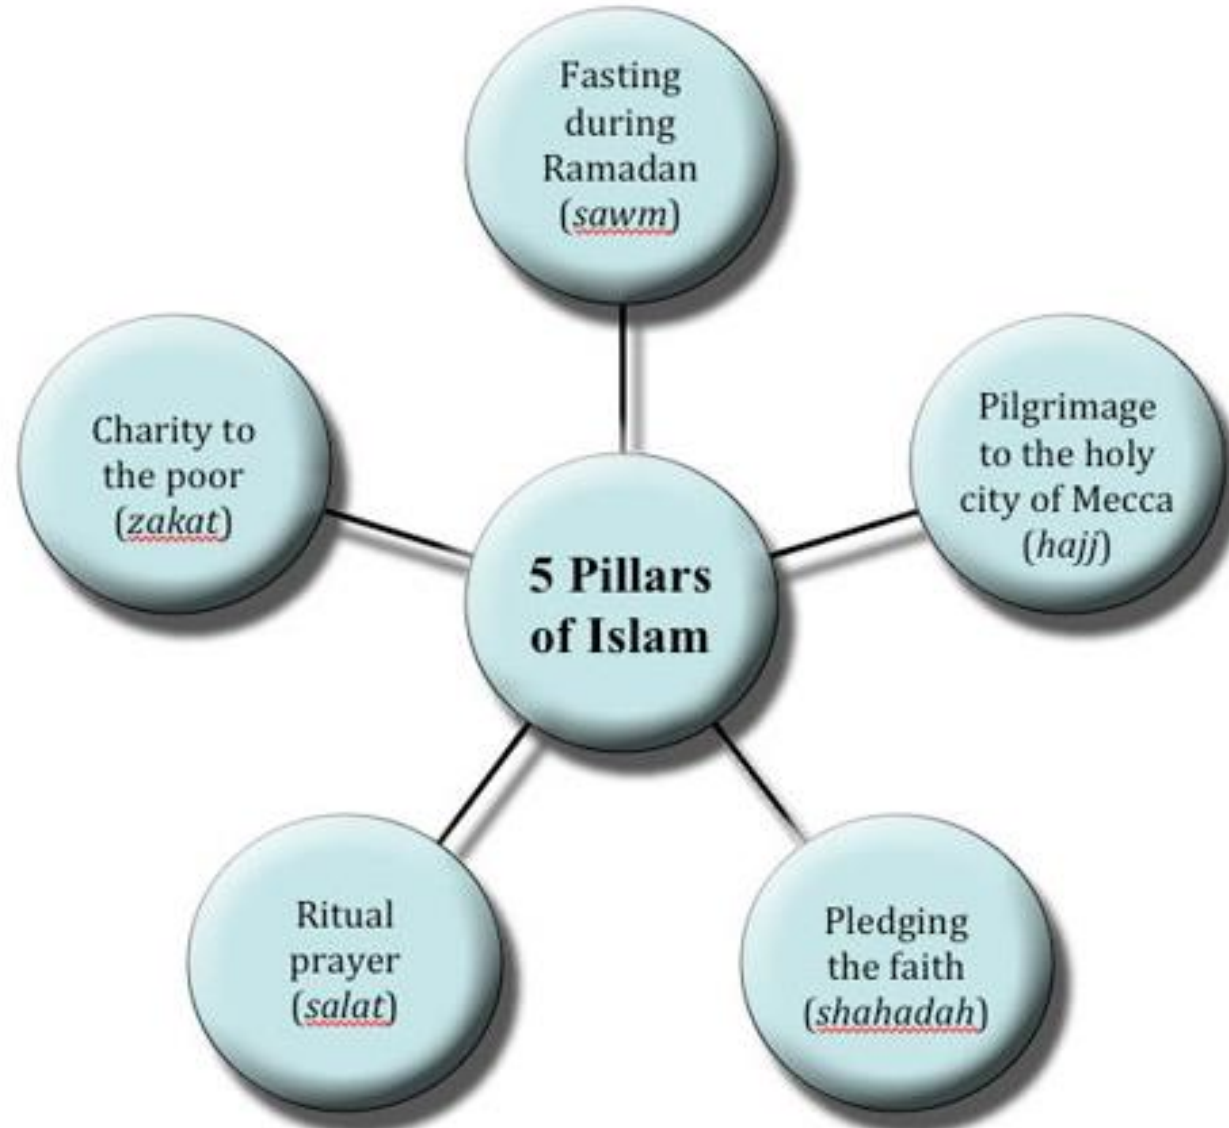 Fasting
during
Ramadan
(sawm)
Charity to
the poor
(zakat)
Pilgrimage
to the holy
city of Mecca
(hajj)
5 Pillars
of Islam
Ritual
prayer
(salat)
Pledging
the faith
(shahadah)